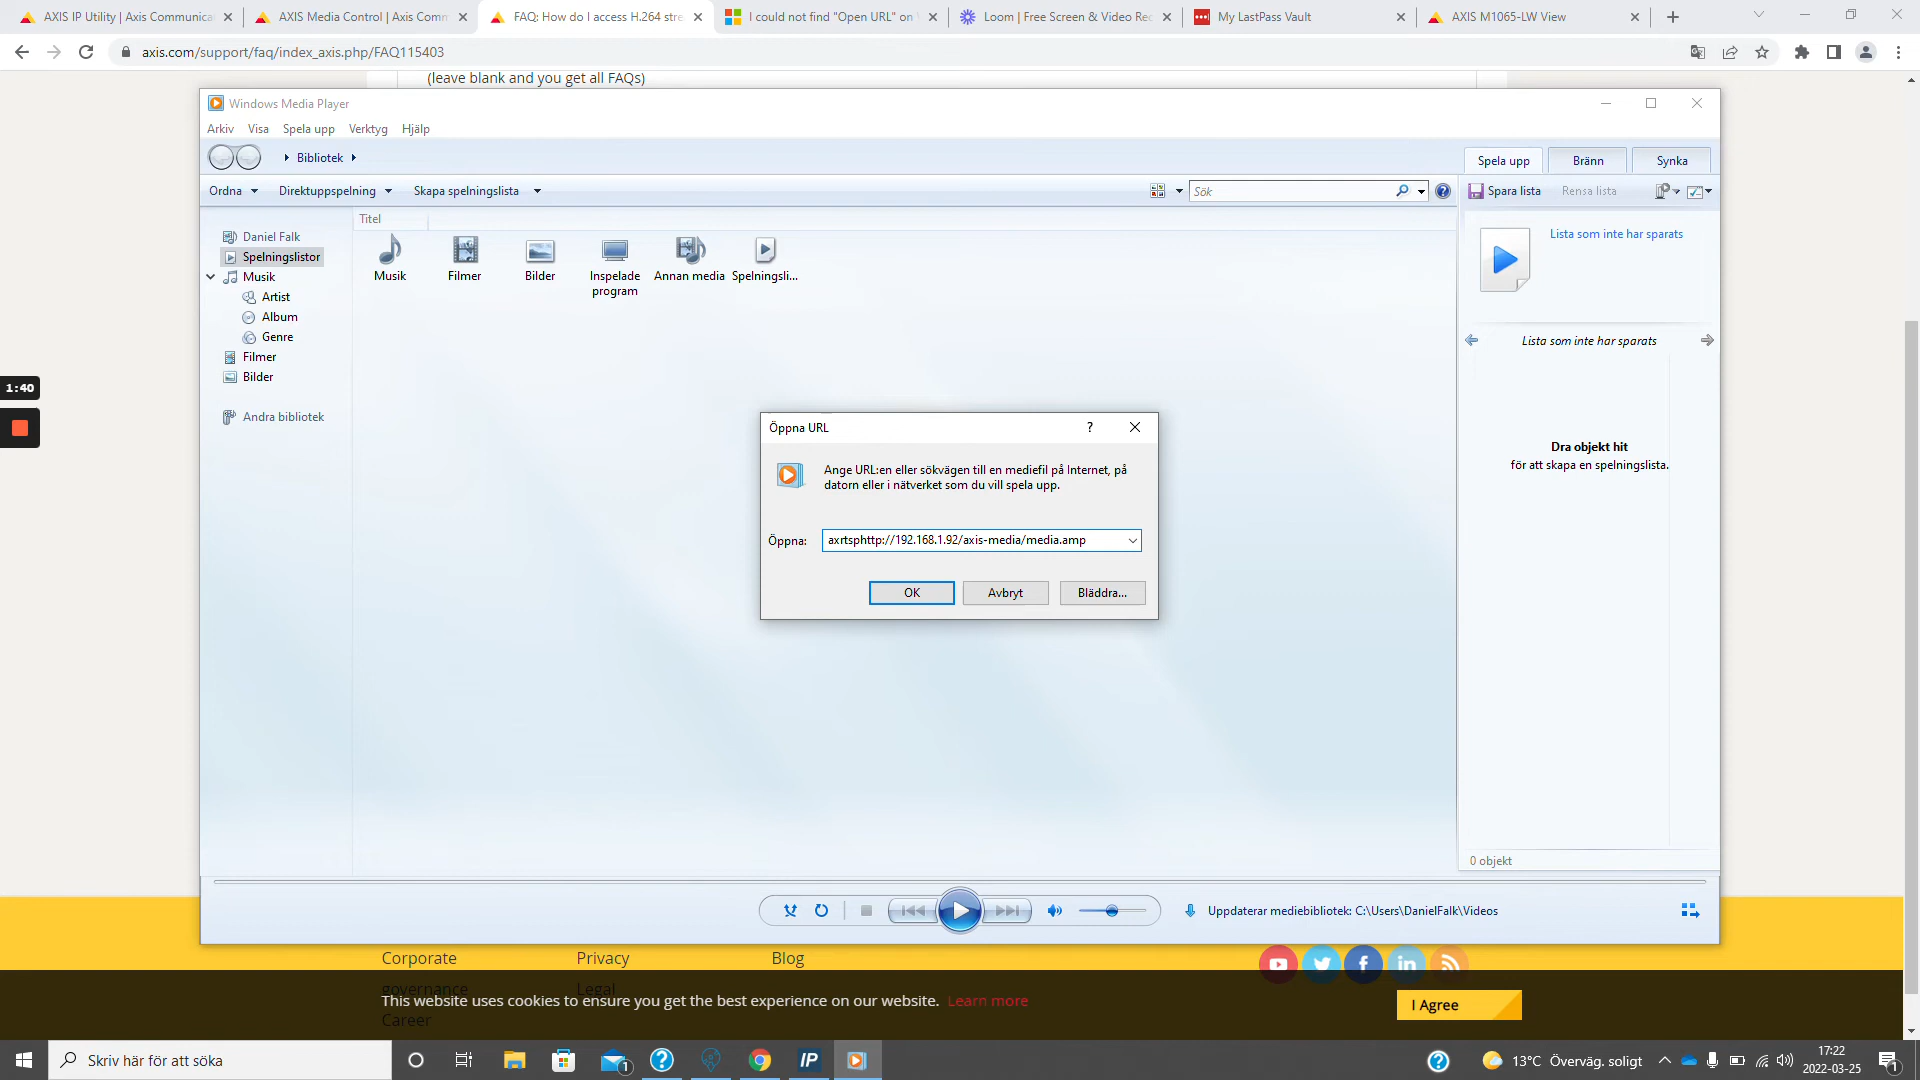 AXIS IP Utility | Axis Communica
AXIS Media Control | Axis Comm
FAQ: How do I access H.264 stre
I could not find "Open URL" on
Loom | Free Screen & Video Rec
My LastPass Vault
AXIS M1065-LW View
axis.com/support/faq/index_axis.php/FAQ115403
(leave blank and you get all FAQs)
Windows Media Player
Arkiv Visa Spela upp Verktyg Hjälp
Bibliotek
Spela upp Bränn Synka
Ordna Direktuppspelning Skapa spelningslista
Sök
Spara lista Rensa lista
Titel
Daniel Falk
Spelningslistor
Musik
Artist
Album
Genre
Filmer
Bilder
Andra bibliotek
Musik
Filmer
Bilder
Inspelade
program
Annan media
Spelningsli...
Lista som inte har sparats
Lista som inte har sparats
1:40
Öppna URL
?
Ange URL:en eller sökvägen till en mediefil på Internet, på
datorn eller i nätverket som du vill spela upp.
Öppna: axrtsphttp://192.168.1.92/axis-media/media.amp
OK Avbryt Bläddra...
Dra objekt hit
för att skapa en spelningslista.
0 objekt
Uppdaterar mediebibliotek: C:\Users\DanielFalk\Videos
Corporate
governance
Career
Privacy
Legal
Blog
This website uses cookies to ensure you get the best experience on our website. Learn more
I Agree
Skriv här för att söka
1
IP
13°C Överväg. soligt
17:22
2022-03-25
1